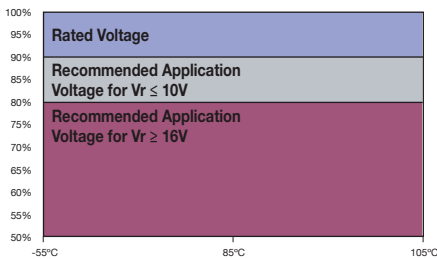 100%
95%
90%
85%
80%
75%
70%
65%
60%
55%
50%
Rated Voltage
Recommended Application
Voltage for Vr ≤ 10V
Recommended Application
Voltage for Vr ≥ 16V
-55ºC
85ºC
105ºC